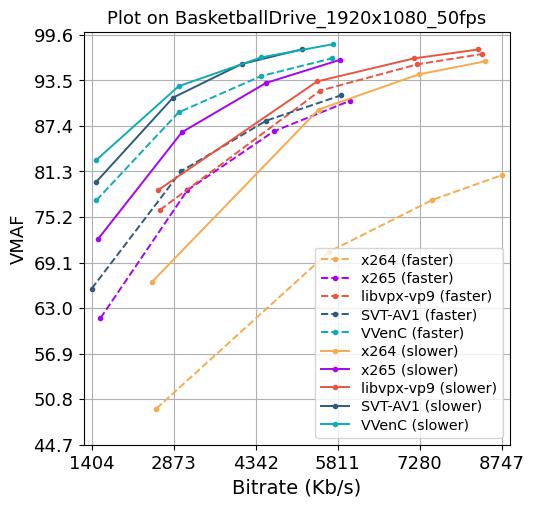 Plot on BasketballDrive_1920x1080_50fps
99.6
93.5
87.4
81.3
75.2
69.1
63.0
56.9
50.8
44.7
VMAF
x264 (faster)
x265 (faster)
libvpx-vp9 (faster)
SVT-AV1 (faster)
VVenC (faster)
x264 (slower)
x265 (slower)
libvpx-vp9 (slower)
SVT-AV1 (slower)
VVenC (slower)
1404 2873 4342 5811 7280 8747
Bitrate (Kb/s)